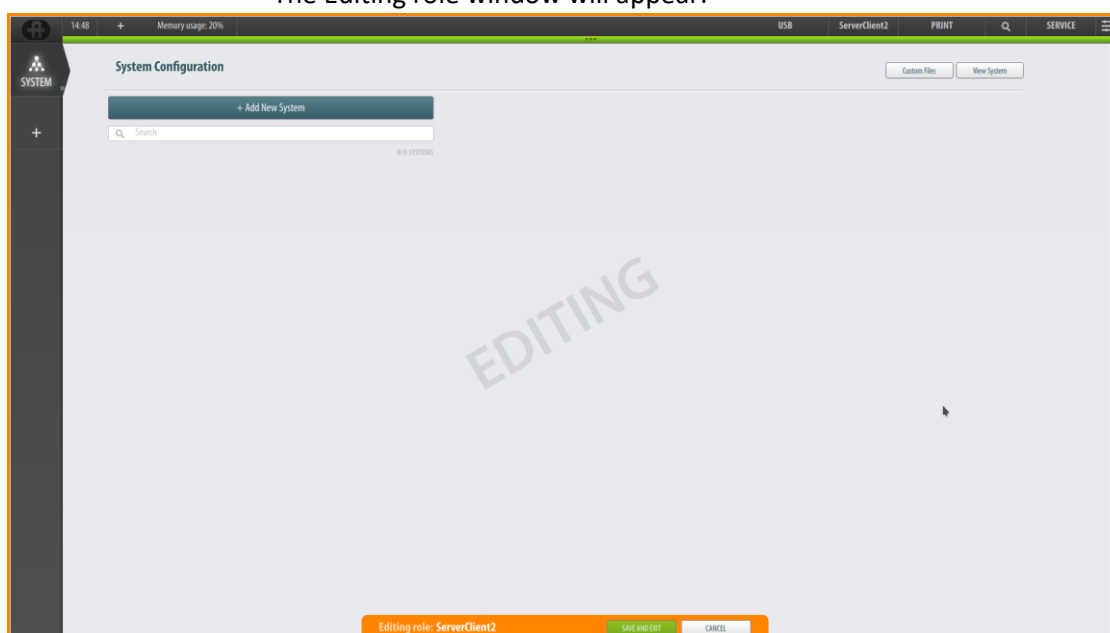 The Editing role window will appear.
14:48 + Memory usage: 20% USB ServerClient2 PRINT SERVICE
SYSTEM
System Configuration
Custom Files View System
+ Add New System
+
Search
0/0 SYSTEMS
EDITING
Editing role: ServerClient2 SAVE AND EXIT CANCEL